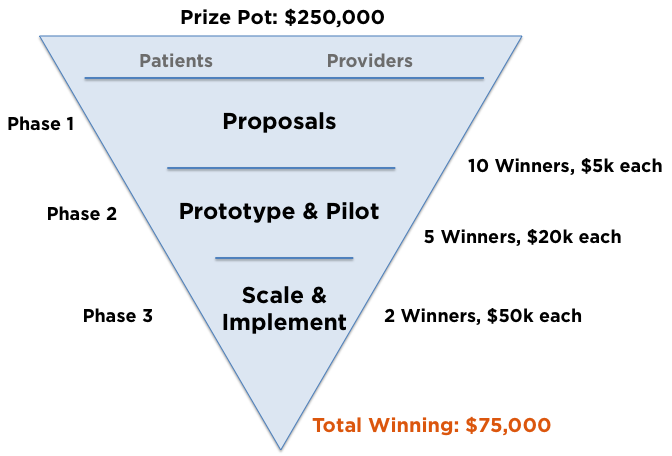 Prize Pot: $250,000
Patients Providers
Phase 1
Proposals
10 Winners, $5k each
Phase 2
Prototype & Pilot
5 Winners, $20k each
Phase 3
Scale &
Implement
2 Winners, $50k each
Total Winning: $75,000